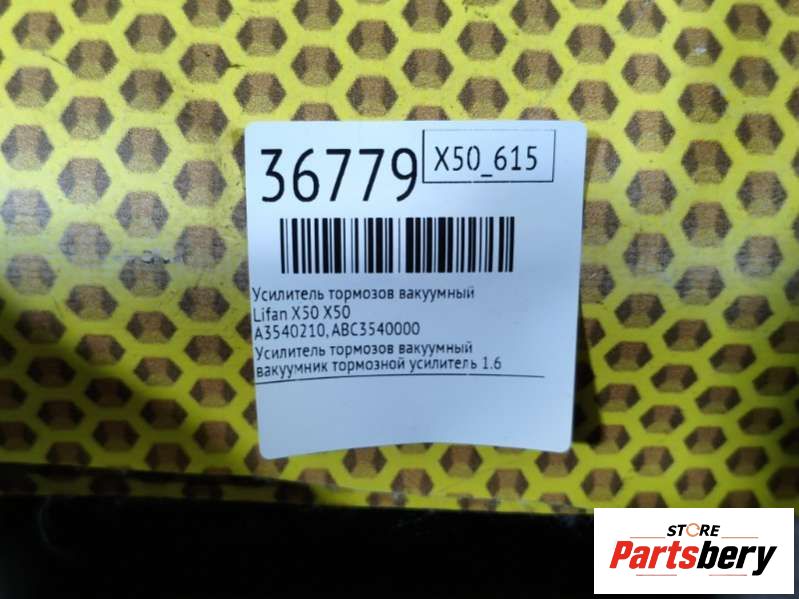 36779
X50_615
Усилитель тормозов вакуумный
Lifan X50 X50
A3540210, ABC3540000
Усилитель тормозов вакуумный
вакуумник тормозной усилитель 1.6
STORE
Partsbery